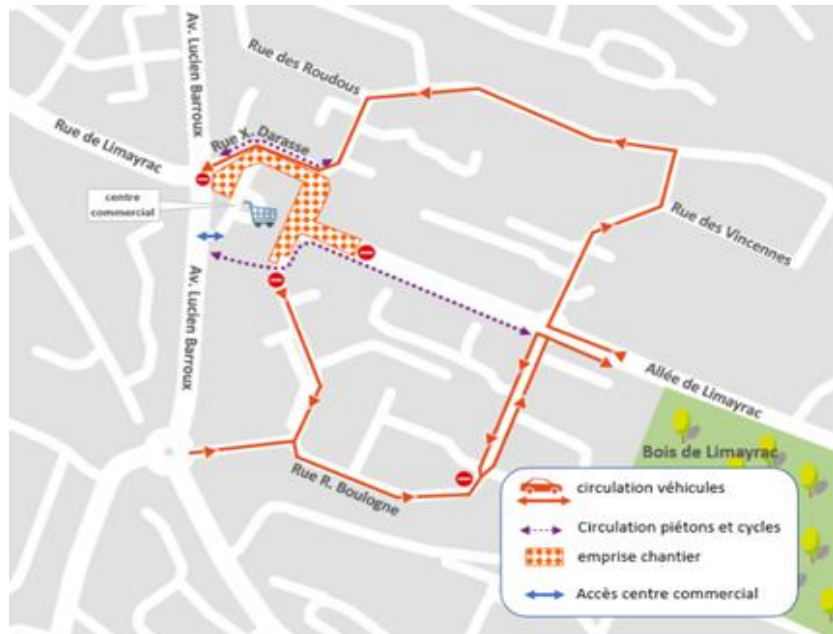 Av. Lucien Barroux
Rue des Roudous
Rue de Limayrac
Rue X. Darasse
centre
commercial
Rue des Vincennes
Av. Lucien Barroux
Allée de Limayrac
Bois de Limayrac
Rue R. Boulogne
circulation véhicules
Circulation piétons et cycles
emprise chantier
Accès centre commercial